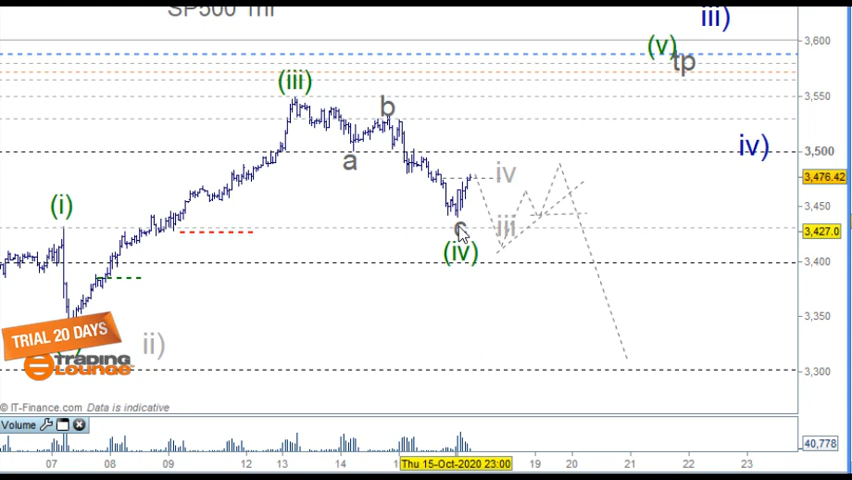 SP500 1hr
iii)
(v)
tp
3,600
(iii)
b
3,550
a
iv)
3,500
iv
3,476.42
(i)
3,450
c
iii
3,427.0
(iv)
3,400
3,350
TRIAL 20 DAYS
ii)
TRADING
LOUNGE
3,300
© IT-Finance.com Data is indicative
Volume
40,778
07 08 09 12 13 14 1 Thu 15-Oct-2020 23:00 19 20 21 22 23